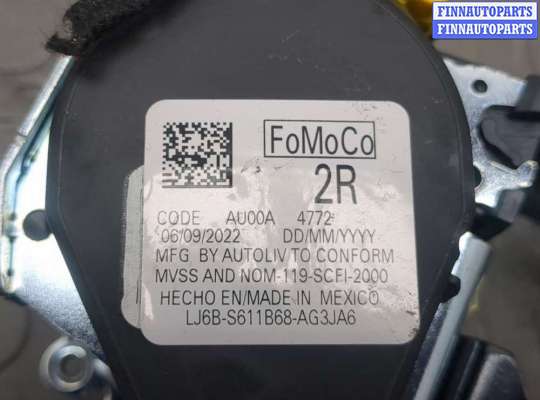 FINNAUTOPARTS
FINNAUTOPARTS
FoMoCo
2R
CODE AU00A 4772
06/09/2022 DD/MM/YYYY
MFG BY AUTOLIV TO CONFORM
MVSS AND NOM-119-SCFI-2000
HECHO EN/MADE IN MEXICO
LJ6B-S611B68-AG3JA6